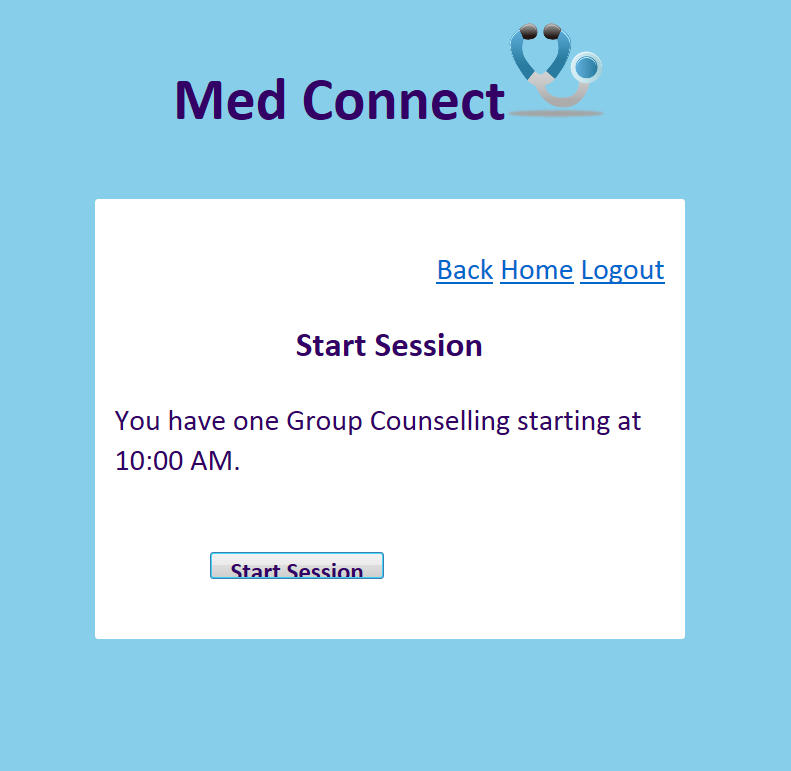 Med Connect
Back Home Logout
Start Session
You have one Group Counselling starting at
10:00 AM.
Start Session